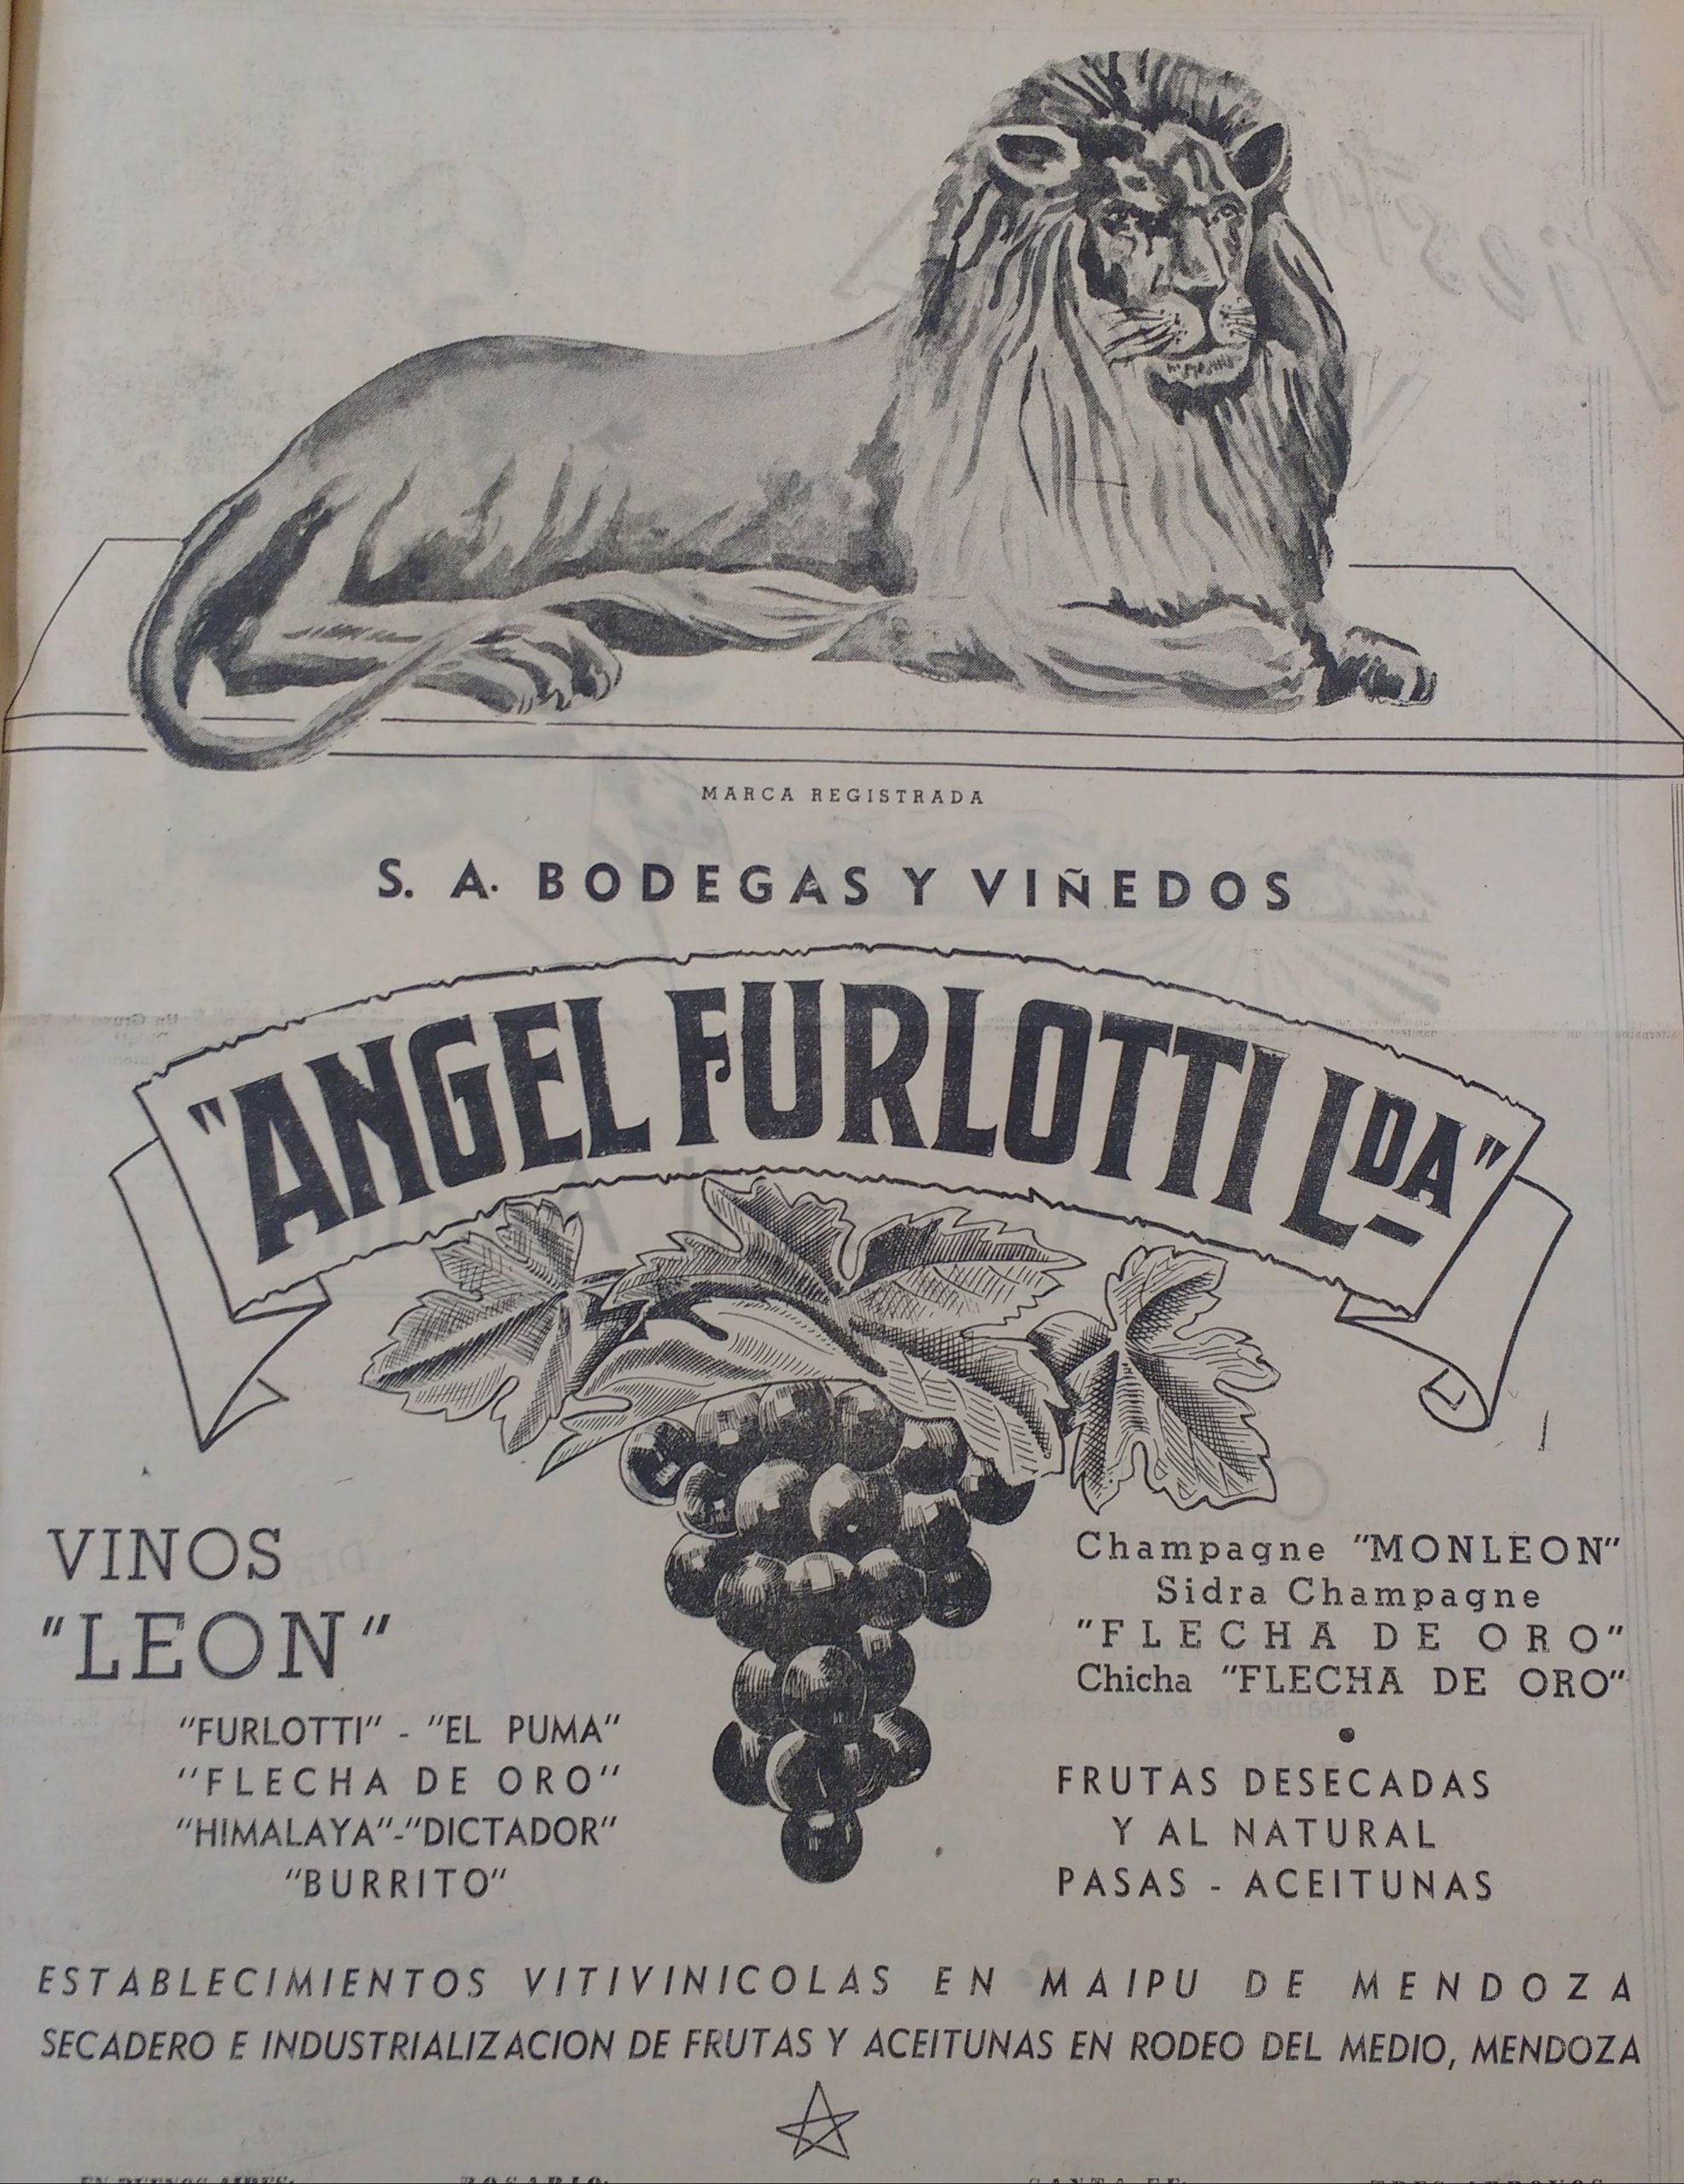 MARCA REGISTRADA
S. A. BODEGAS Y VIÑEDOS
"ANGEL FURLOTTI LDA"
VINOS
"LEON"
"FURLOTTI" - "EL PUMA"
"FLECHA DE ORO"
"HIMALAYA"-"DICTADOR"
"BURRITO"
Champagne "MONLEON"
Sidra Champagne
"FLECHA DE ORO"
Chicha "FLECHA DE ORO"
FRUTAS DESECADAS
Y AL NATURAL
PASAS - ACEITUNAS
ESTABLECIMIENTOS VITIVINICOLAS EN MAIPU DE MENDOZA
SECADERO E INDUSTRIALIZACION DE FRUTAS Y ACEITUNAS EN RODEO DEL MEDIO, MENDOZA